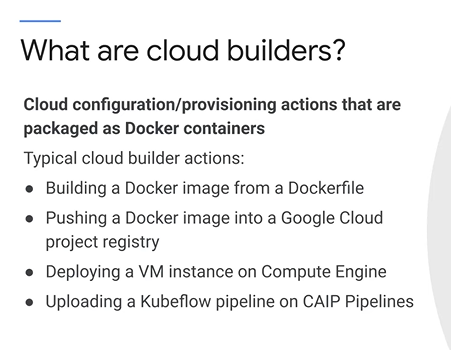 What are cloud builders?
Cloud configuration/provisioning actions that are
packaged as Docker containers
Typical cloud builder actions:
● Building a Docker image from a Dockerfile
● Pushing a Docker image into a Google Cloud
project registry
● Deploying a VM instance on Compute Engine
● Uploading a Kubeflow pipeline on CAIP Pipelines